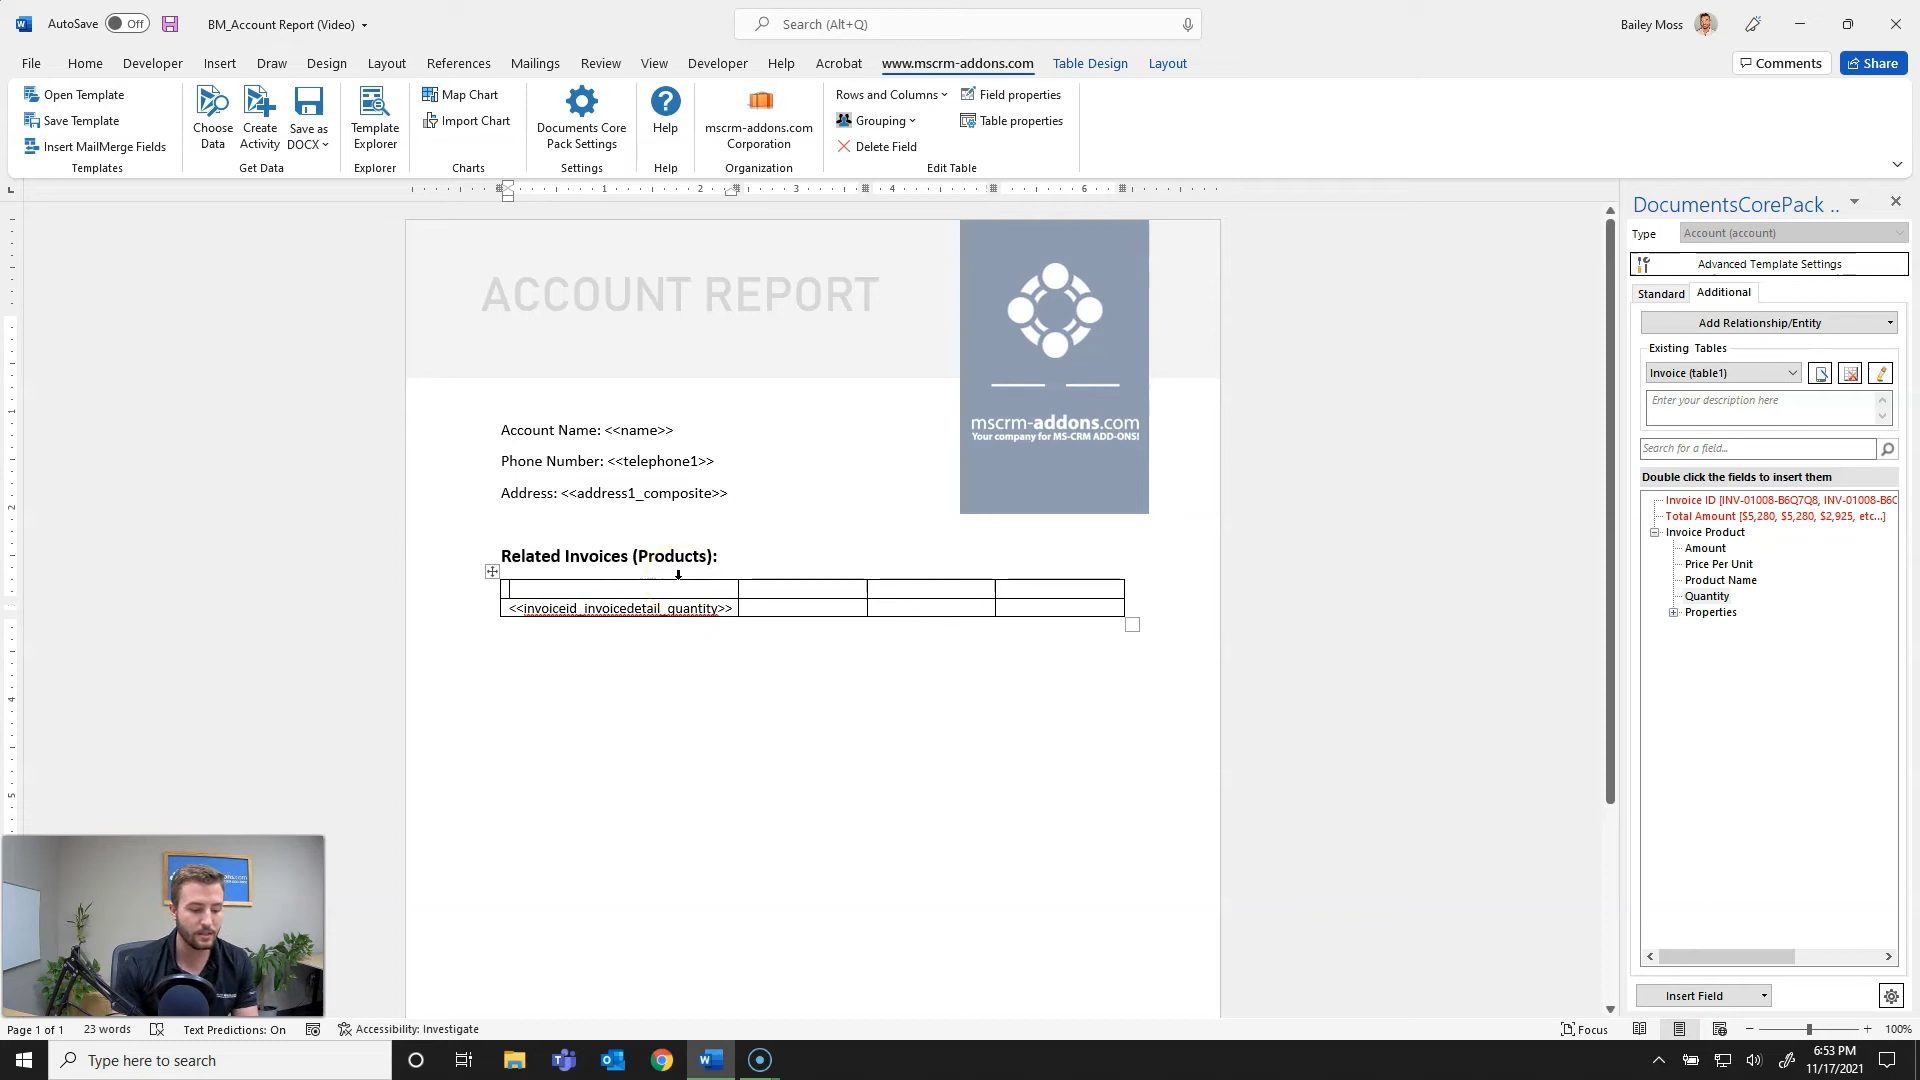 AutoSave Off BM_Account Report (Video) Search (Alt+Q) Bailey Moss
File Home Developer Insert Draw Design Layout References Mailings Review View Developer Help Acrobat www.mscrm-addons.com Table Design Layout Comments Share
Open Template
Save Template
Insert MailMerge Fields
Templates
Choose Data
Create Activity
Save as DOCX
Get Data
Template Explorer
Explorer
Map Chart
Import Chart
Charts
Documents Core Pack Settings
Settings
Help
Help
mscrm-addons.com Corporation
Organization
Rows and Columns
Grouping
Delete Field
Field properties
Table properties
Edit Table
1 2 3 4 6
ACCOUNT REPORT
mscrm-addons.com
Your company for MS-CRM ADD-ONS!
Account Name: <<name>>
Phone Number: <<telephone1>>
Address: <<address1_composite>>
Related Invoices (Products):
<<invoiceid_invoicedetail_quantity>>
1
2
4
5
DocumentsCorePack ..
Type Account (account)
Advanced Template Settings
Standard Additional
Add Relationship/Entity
Existing Tables
Invoice (table1)
Enter your description here
Search for a field...
Double click the fields to insert them
Invoice ID [INV-01008-B6Q7Q8, INV-01008-B6C
Total Amount [$5,280, $5,280, $2,925, etc...]
Invoice Product
Amount
Price Per Unit
Product Name
Quantity
Properties
Insert Field
Page 1 of 1 23 words Text Predictions: On Accessibility: Investigate Focus 100%
Type here to search
6:53 PM
11/17/2021